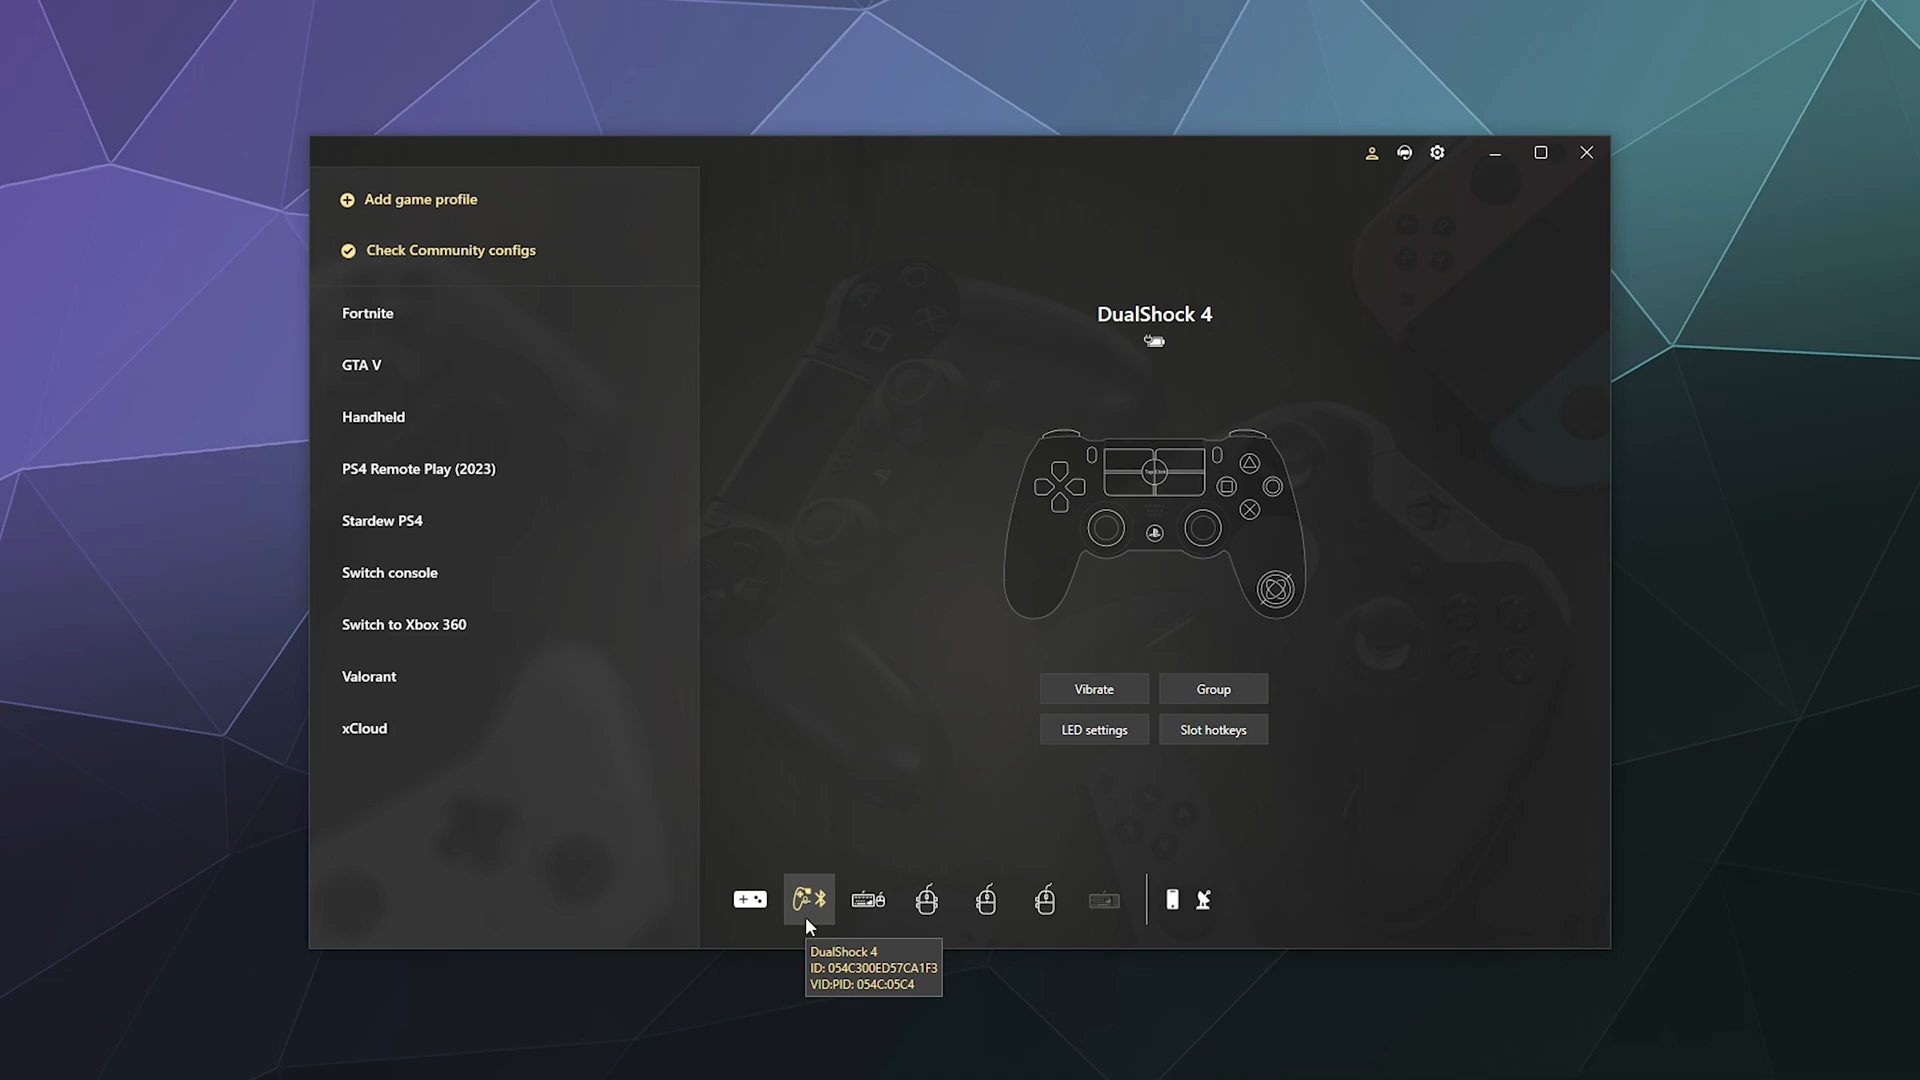 Add game profile
Check Community configs
Fortnite
GTA V
Handheld
PS4 Remote Play (2023)
Stardew PS4
Switch console
Switch to Xbox 360
Valorant
xCloud
DualShock 4
Vibrate
Group
LED settings
Slot hotkeys
DualShock 4
ID: 054C300ED57CA1F3
VID:PID: 054C:05C4